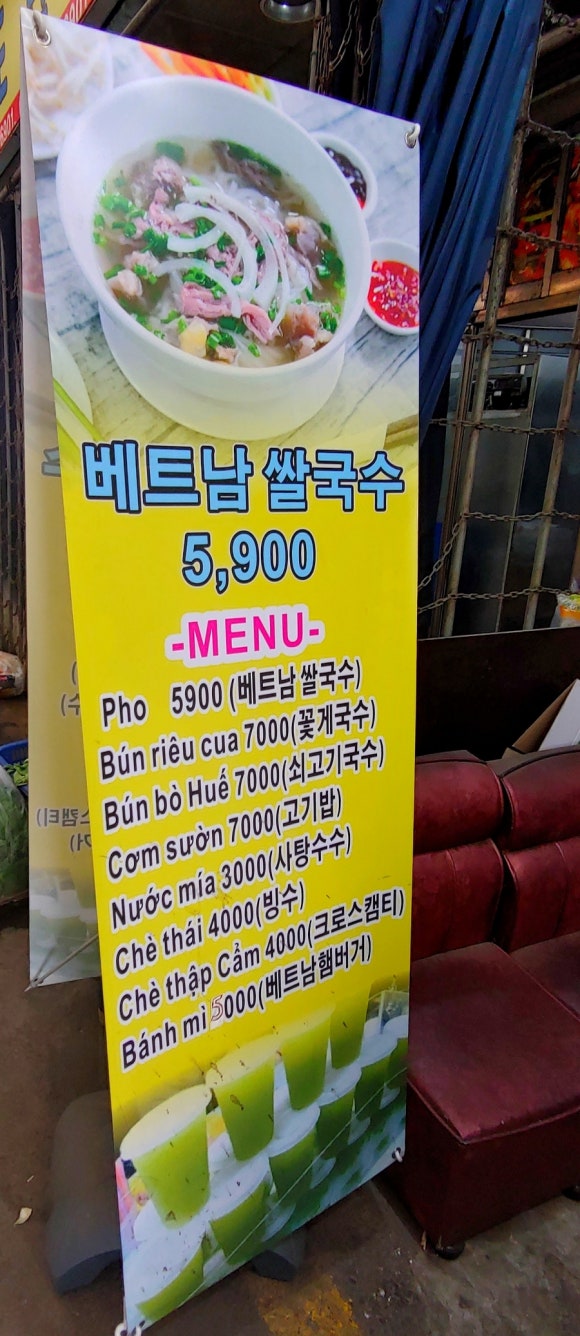 베트남 쌀국수
5,900
-MENU-
Pho 5900 (베트남 쌀국수)
Bún riêu cua 7000(꽃게국수)
Bún bò Huế 7000(쇠고기국수)
Cơm sườn 7000(고기밥)
Nước mía 3000(사탕수수)
Chè thái 4000(빙수)
Chè thập Cẩm 4000(크로스캠티)
Bánh mì 5000(베트남햄버거)